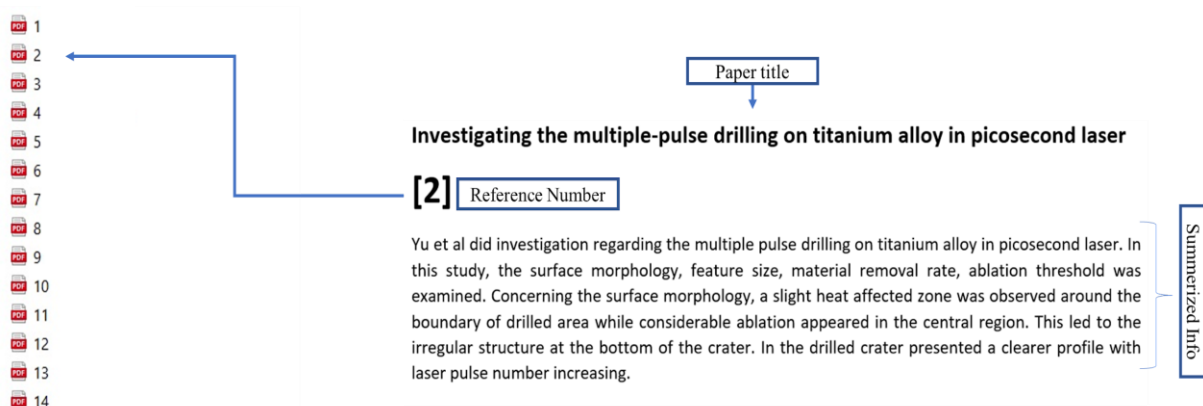 1
2
3
4
5
6
7
8
9
10
11
12
13
14
Paper title
Investigating the multiple-pulse drilling on titanium alloy in picosecond laser
[2]
Reference Number
Yu et al did investigation regarding the multiple pulse drilling on titanium alloy in picosecond laser. In
this study, the surface morphology, feature size, material removal rate, ablation threshold was
examined. Concerning the surface morphology, a slight heat affected zone was observed around the
boundary of drilled area while considerable ablation appeared in the central region. This led to the
irregular structure at the bottom of the crater. In the drilled crater presented a clearer profile with
laser pulse number increasing.
Summerized Info